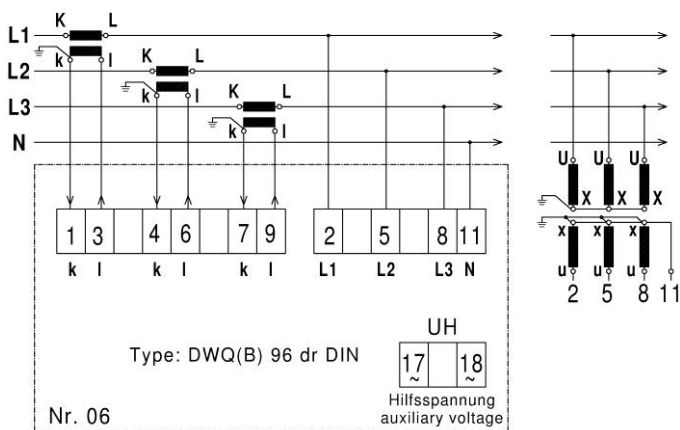 K L
L1
k l
K L
L2
k l
K L
L3
k l
N
U U U
X X X
x x x
u u u
2 5 8 11
1 3 4 6 7 9 2 5 8 11
k l k l k l L1 L2 L3 N
UH
17 18
~ ~
Type: DWQ(B) 96 dr DIN
Hilfsspannung
auxiliary voltage
Nr. 06